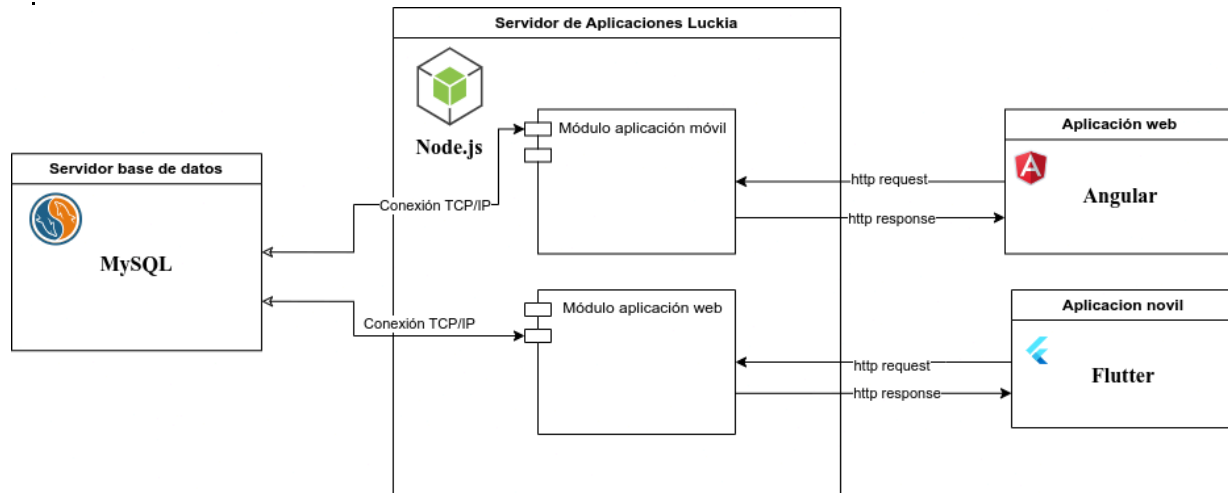 Servidor de Aplicaciones Luckia
Node.js
Módulo aplicación móvil
Aplicación web
Angular
http request
http response
Servidor base de datos
MySQL
Conexión TCP/IP
Conexión TCP/IP
Módulo aplicación web
Aplicacion novil
Flutter
http request
http response